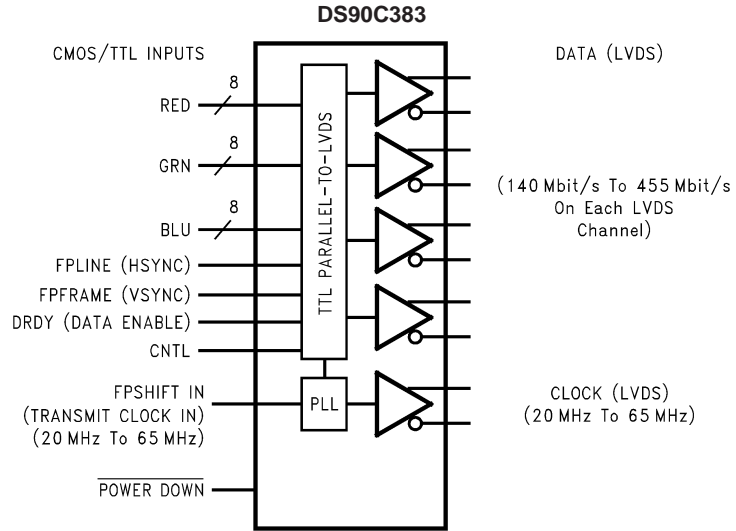 DS90C383
CMOS/TTL INPUTS
DATA (LVDS)
8
RED
8
GRN
8
BLU
FPLINE (HSYNC)
FPFRAME (VSYNC)
DRDY (DATA ENABLE)
CNTL
TTL PARALLEL-TO-LVDS
(140 Mbit/s To 455 Mbit/s
On Each LVDS
Channel)
FPSHIFT IN
(TRANSMIT CLOCK IN)
(20 MHz To 65 MHz)
PLL
CLOCK (LVDS)
(20 MHz To 65 MHz)
POWER DOWN